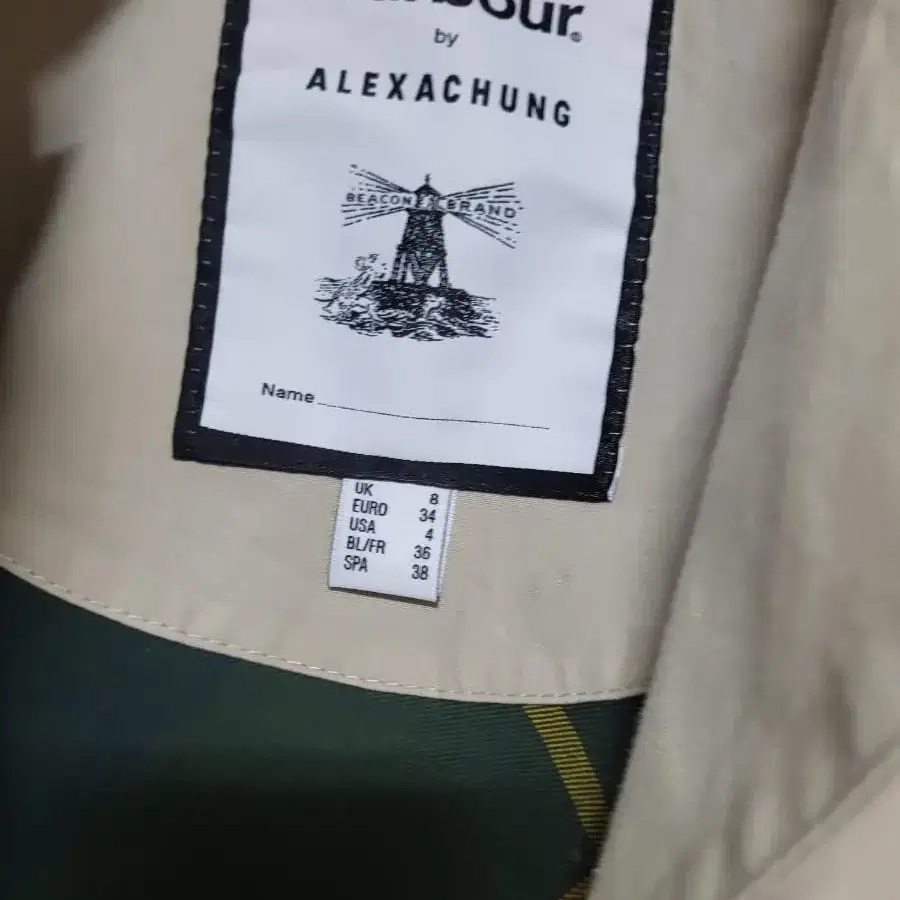 by
ALEXACHUNG
BEACON BRAND
Name
UK 8
EURO 34
USA 4
BL/FR 36
SPA 38